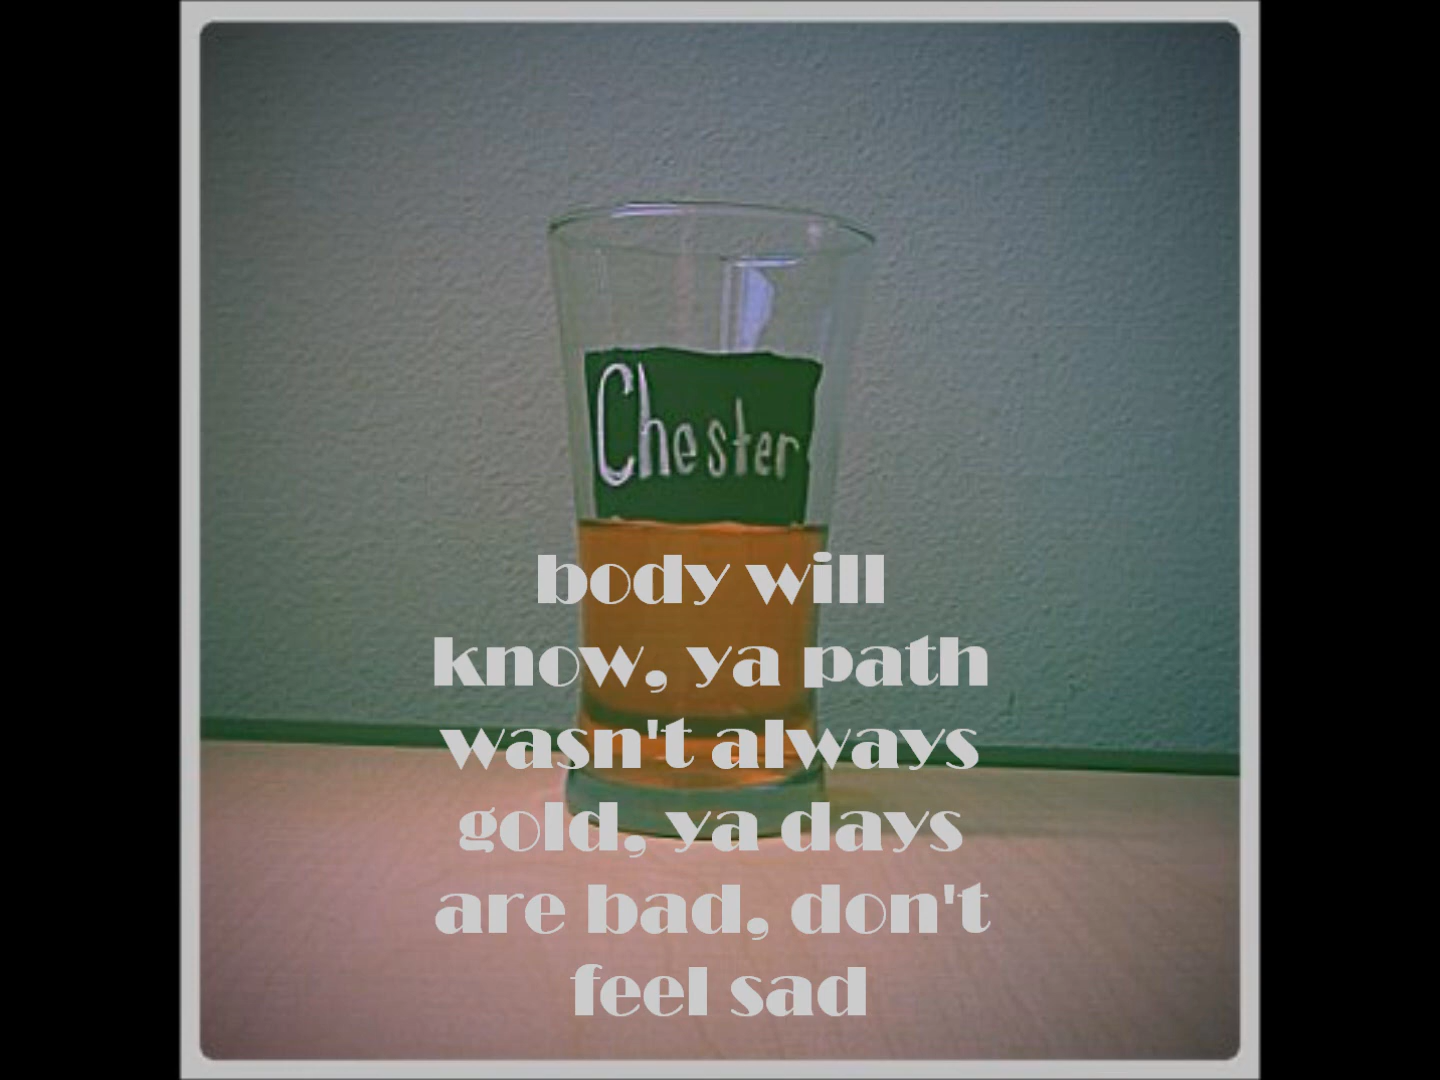 Chester
body will
know, ya path
wasn't always
gold, ya days
are bad, don't
feel sad